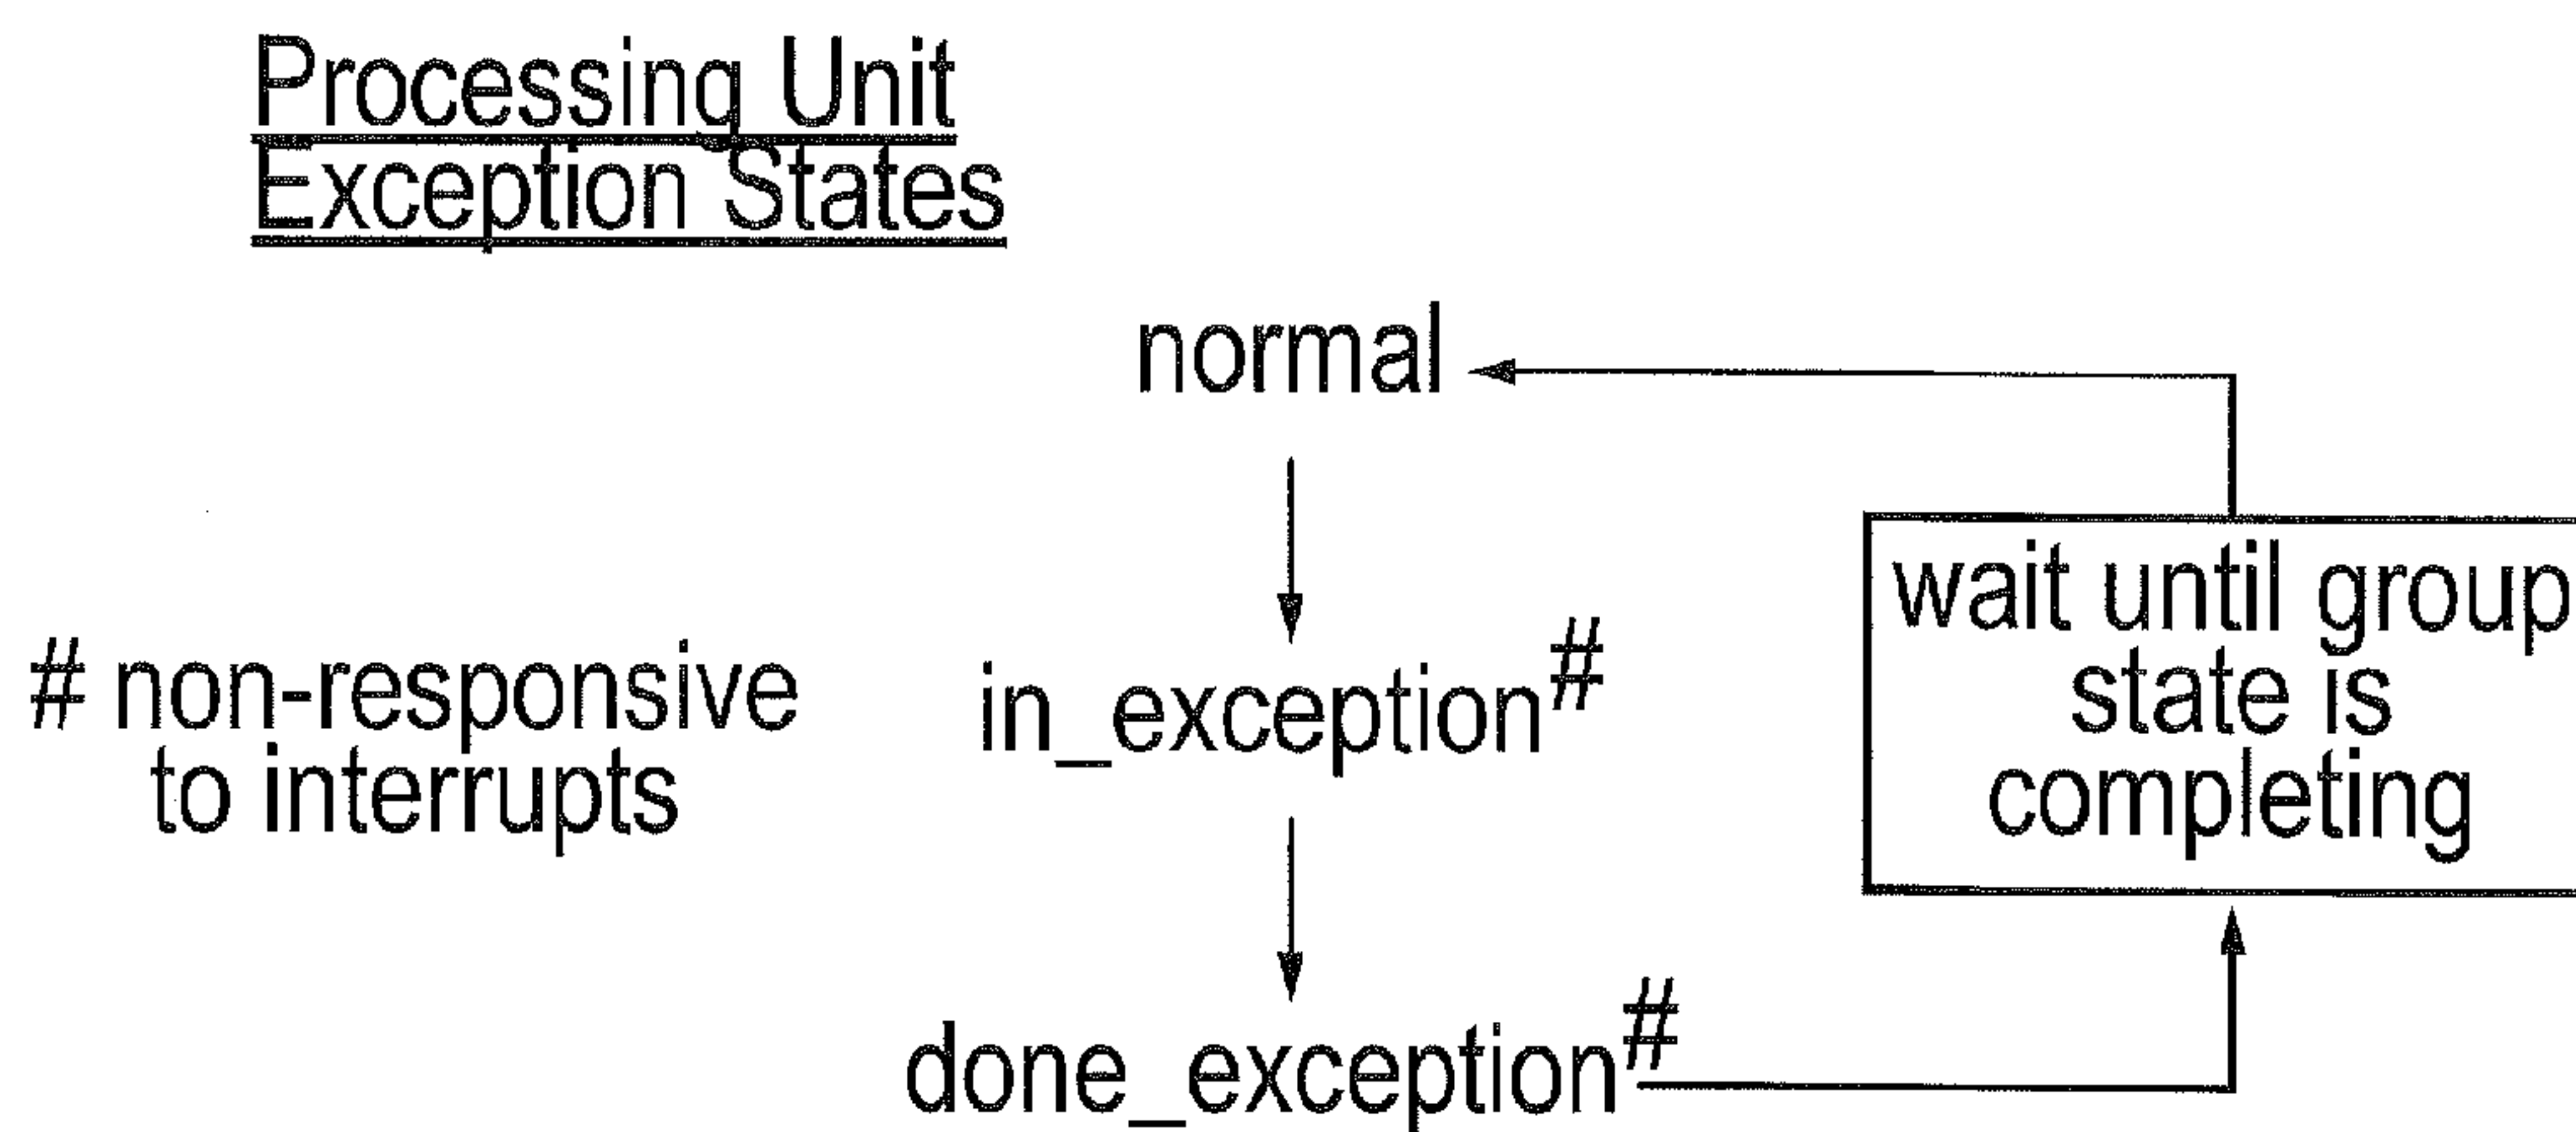 Processing Unit
Exception States
normal
# non-responsive
to interrupts
in_exception#
wait until group
state is
completing
done_exception#